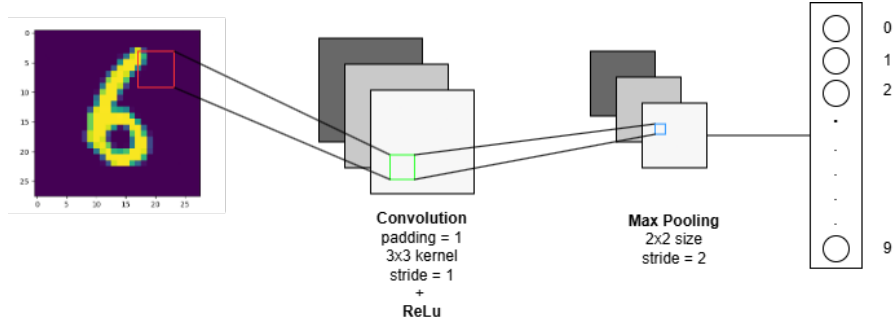 0
5
10
15
20
25
0
5
10
15
20
25
Convolution
padding = 1
3x3 kernel
stride = 1
+
ReLu
Max Pooling
2x2 size
stride = 2
0
1
2
9